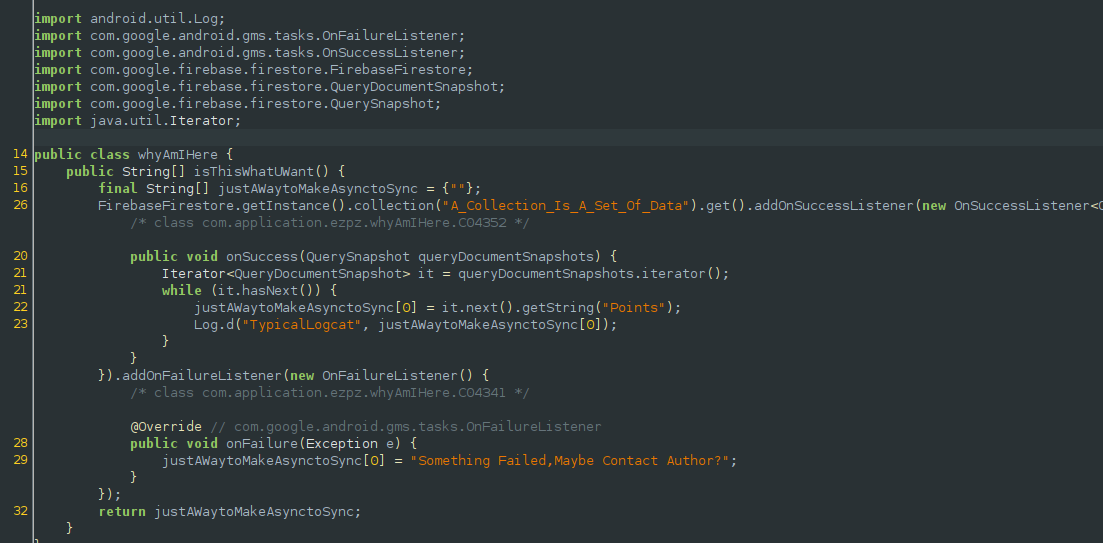 import android.util.Log;
import com.google.android.gms.tasks.OnFailureListener;
import com.google.android.gms.tasks.OnSuccessListener;
import com.google.firebase.firestore.FirebaseFirestore;
import com.google.firebase.firestore.QueryDocumentSnapshot;
import com.google.firebase.firestore.QuerySnapshot;
import java.util.Iterator;
14 public class whyAmIHere {
15 public String[] isThisWhatUWant() {
16 final String[] justAWaytoMakeAsynctoSync = {""};
26 FirebaseFirestore.getInstance().collection("A_Collection_Is_A_Set_Of_Data").get().addOnSuccessListener(new OnSuccessListener<
/* class com.application.ezpz.whyAmIHere.C04352 */
20 public void onSuccess(QuerySnapshot queryDocumentSnapshots) {
21 Iterator<QueryDocumentSnapshot> it = queryDocumentSnapshots.iterator();
21 while (it.hasNext()) {
22 justAWaytoMakeAsynctoSync[0] = it.next().getString("Points");
23 Log.d("TypicalLogcat", justAWaytoMakeAsynctoSync[0]);
}
}
}).addOnFailureListener(new OnFailureListener() {
/* class com.application.ezpz.whyAmIHere.C04341 */
@Override // com.google.android.gms.tasks.OnFailureListener
28 public void onFailure(Exception e) {
29 justAWaytoMakeAsynctoSync[0] = "Something Failed,Maybe Contact Author?";
}
});
32 return justAWaytoMakeAsynctoSync;
}